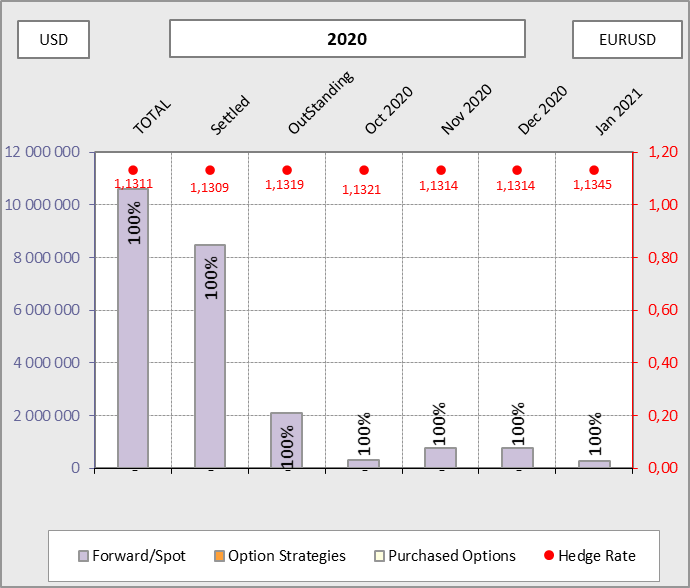 USD
2020
EURUSD
TOTAL
Settled
OutStanding
Oct 2020
Nov 2020
Dec 2020
Jan 2021
12 000 000
10 000 000
8 000 000
6 000 000
4 000 000
2 000 000
0
1,1311
1,1309
1,1319
1,1321
1,1314
1,1314
1,1345
100%
100%
100%
100%
100%
100%
100%
1,20
1,00
0,80
0,60
0,40
0,20
0,00
- - - - - - -
Forward/Spot Option Strategies Purchased Options Hedge Rate